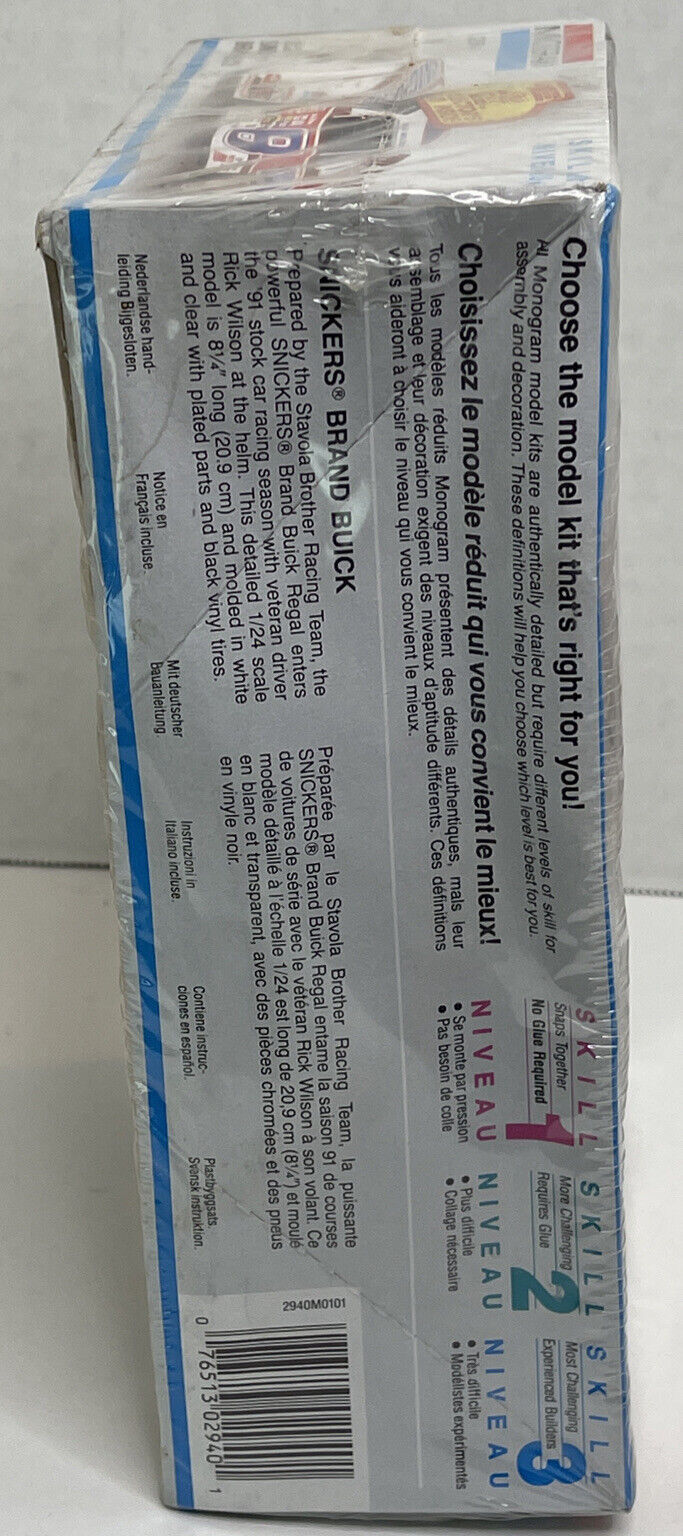 Choose the model kit that's right for you!
All Monogram model kits are authentically detailed but require different levels of skill for
assembly and decoration. These definitions will help you choose which level is best for you.
Choisissez le modèle réduit qui vous convient le mieux!
Tous les modèles réduits Monogram présentent des détails authentiques, mais leur
assemblage et leur décoration exigent des niveaux d'aptitude différents. Ces définitions
vous aideront à choisir le niveau qui vous convient le mieux.
SKILL 1
Snaps Together
No Glue Required
NIVEAU
• Se monte par pression
• Pas besoin de colle
SKILL 2
More Challenging
Requires Glue
NIVEAU
• Plus difficile
• Collage nécessaire
SKILL 3
Most Challenging
Experienced Builders
NIVEAU
• Très difficile
• Modélistes expérimentés
SNICKERS® BRAND BUICK
Prepared by the Stavola Brother Racing Team, the
powerful SNICKERS® Brand Buick Regal enters
the '91 stock car racing season with veteran driver
Rick Wilson at the helm. This detailed 1/24 scale
model is 8¼" long (20.9 cm) and molded in white
and clear with plated parts and black vinyl tires.
Préparée par le Stavola Brother Racing Team, la puissante
SNICKERS® Brand Buick Regal entame la saison 91 de courses
de voitures de série avec le vétéran Rick Wilson à son volant. Ce
modèle détaillé à l'échelle 1/24 est long de 20,9 cm (8¼") et moulé
en blanc et transparent, avec des pièces chromées et des pneus
en vinyle noir.
Nederlandse hand-
leiding Bijgesloten.
Notice en
Français incluse.
Mit deutscher
Bauanleitung.
Instruzioni in
Italiano incluse.
Contiene instruc-
ciones en español.
Plastbyggsats.
Svensk instruktion.
2940M0101
0 76513 02940 1